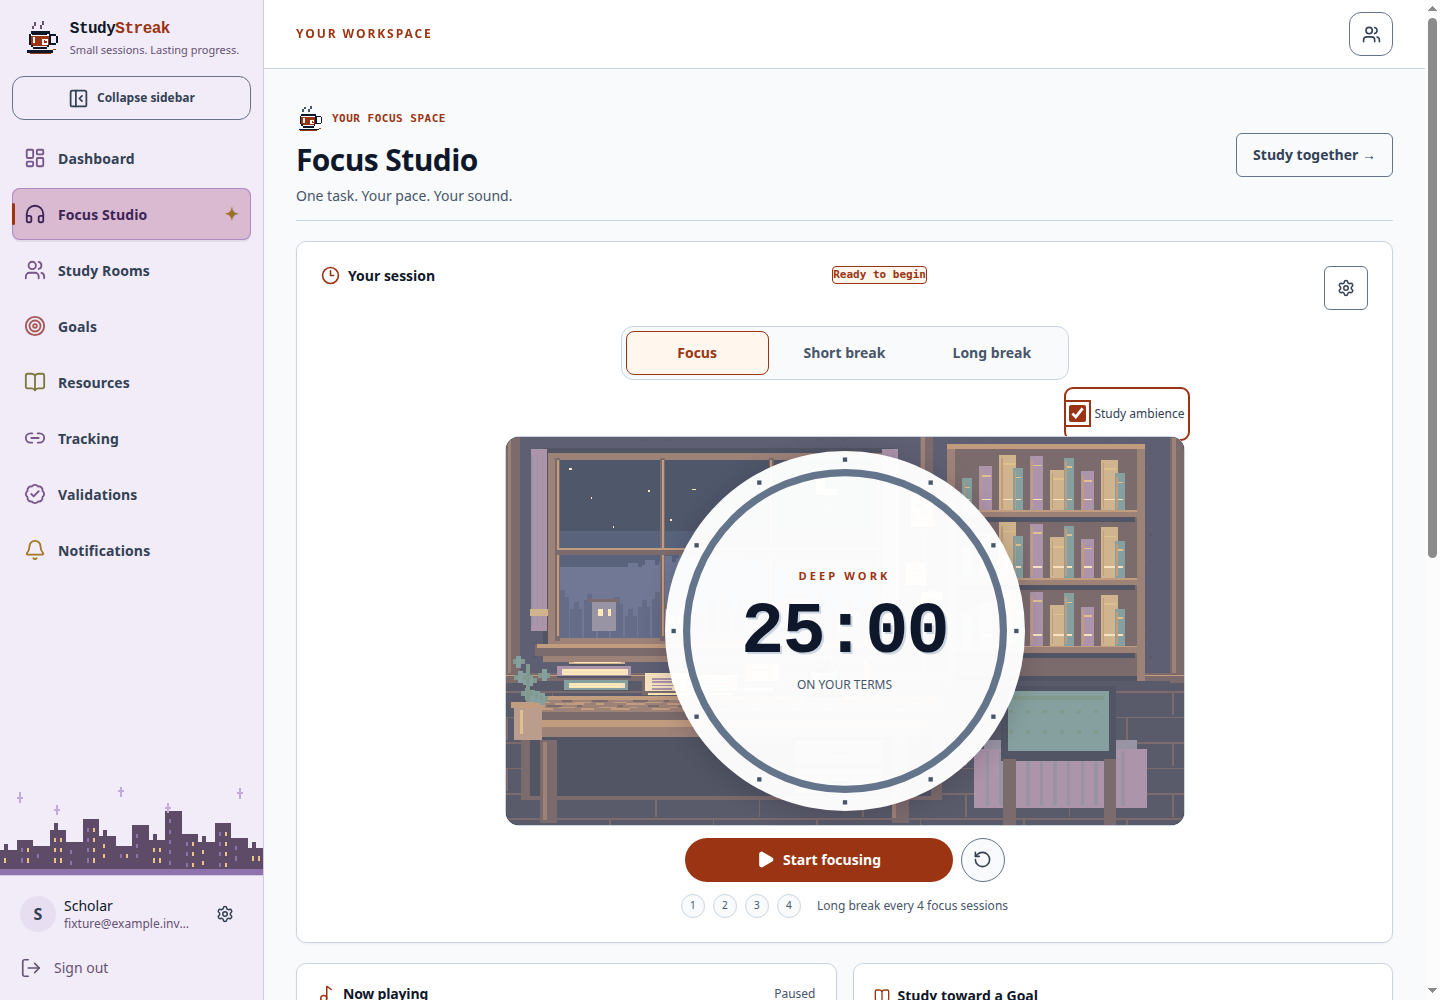 StudyStreak
Small sessions. Lasting progress.
Collapse sidebar
Dashboard
Focus Studio
Study Rooms
Goals
Resources
Tracking
Validations
Notifications
S
Scholar
fixture@example.inv...
Sign out
YOUR WORKSPACE
YOUR FOCUS SPACE
Focus Studio
One task. Your pace. Your sound.
Study together →
Your session
Ready to begin
Focus
Short break
Long break
Study ambience
DEEP WORK
25:00
ON YOUR TERMS
Start focusing
1 2 3 4 Long break every 4 focus sessions
Now playing
Paused
Study toward a Goal